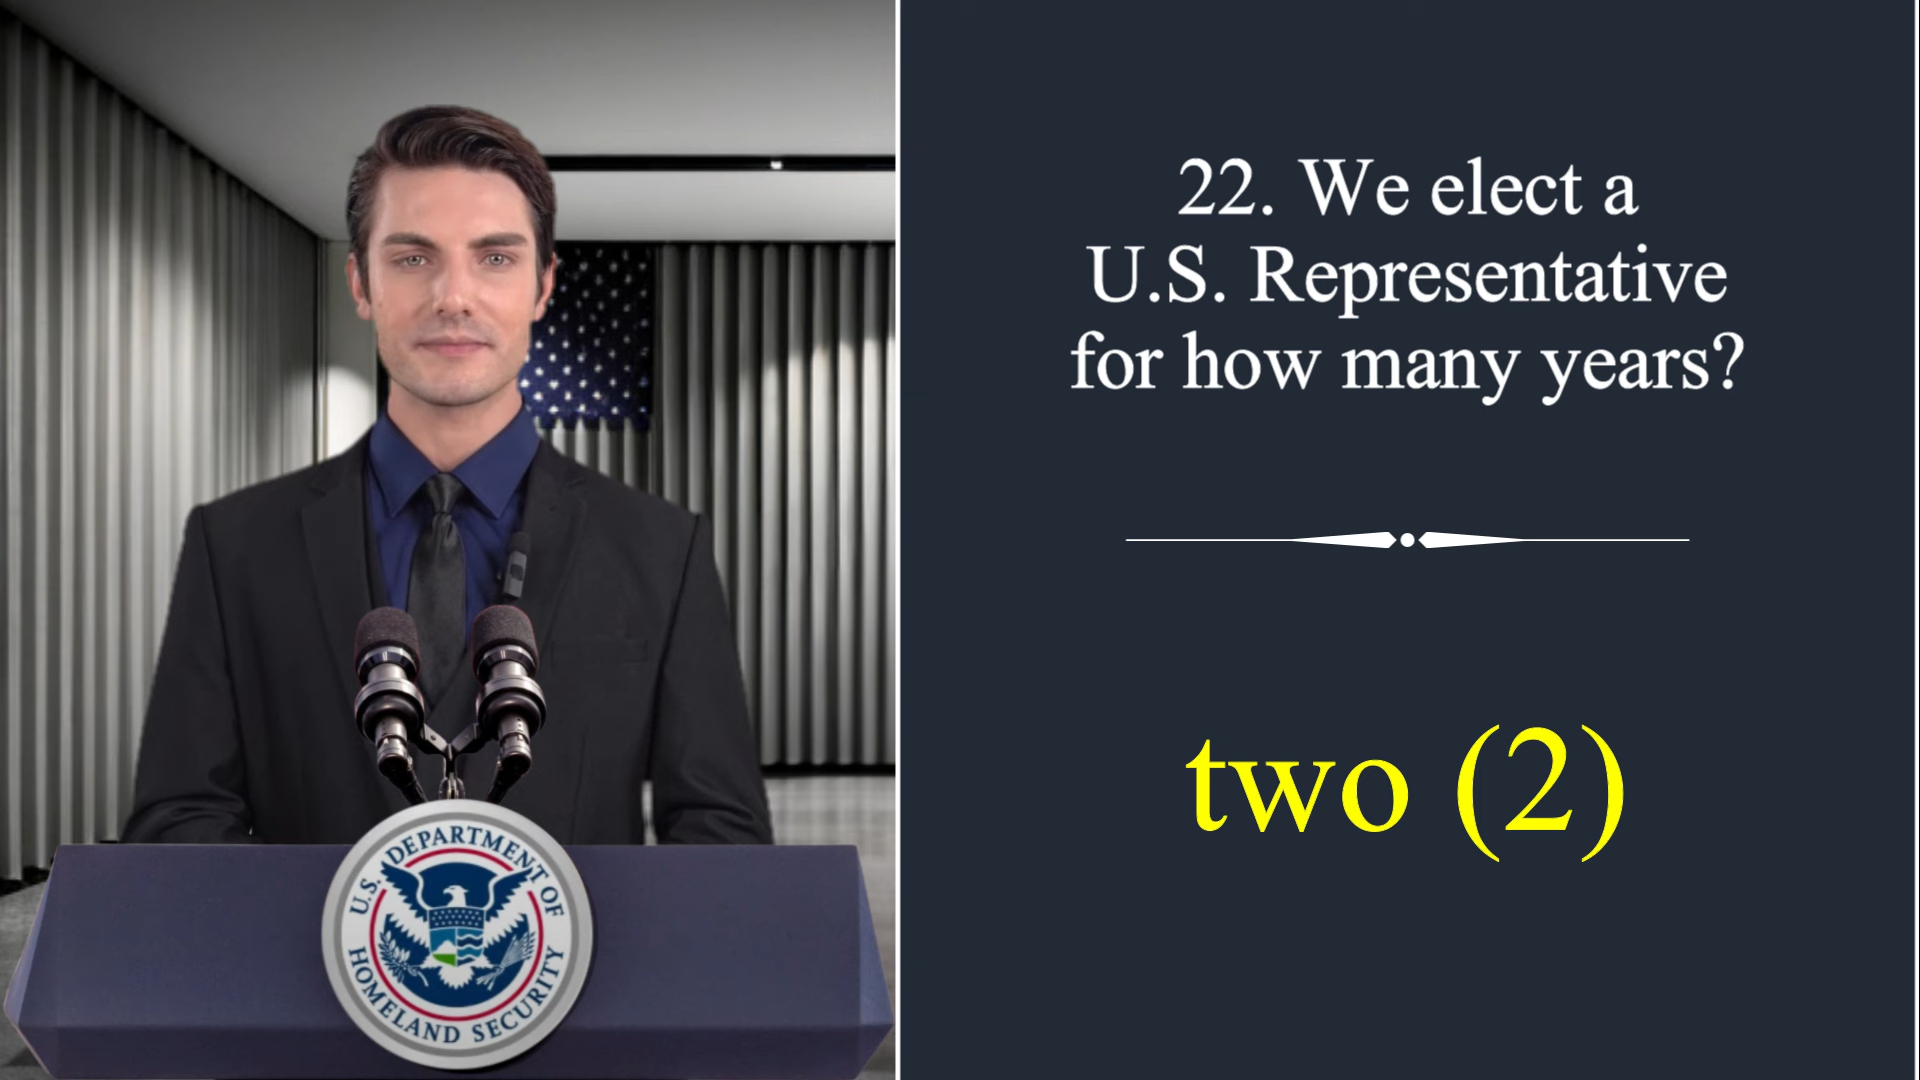 22. We elect a
U.S. Representative
for how many years?
two (2)
U.S. DEPARTMENT OF
HOMELAND SECURITY